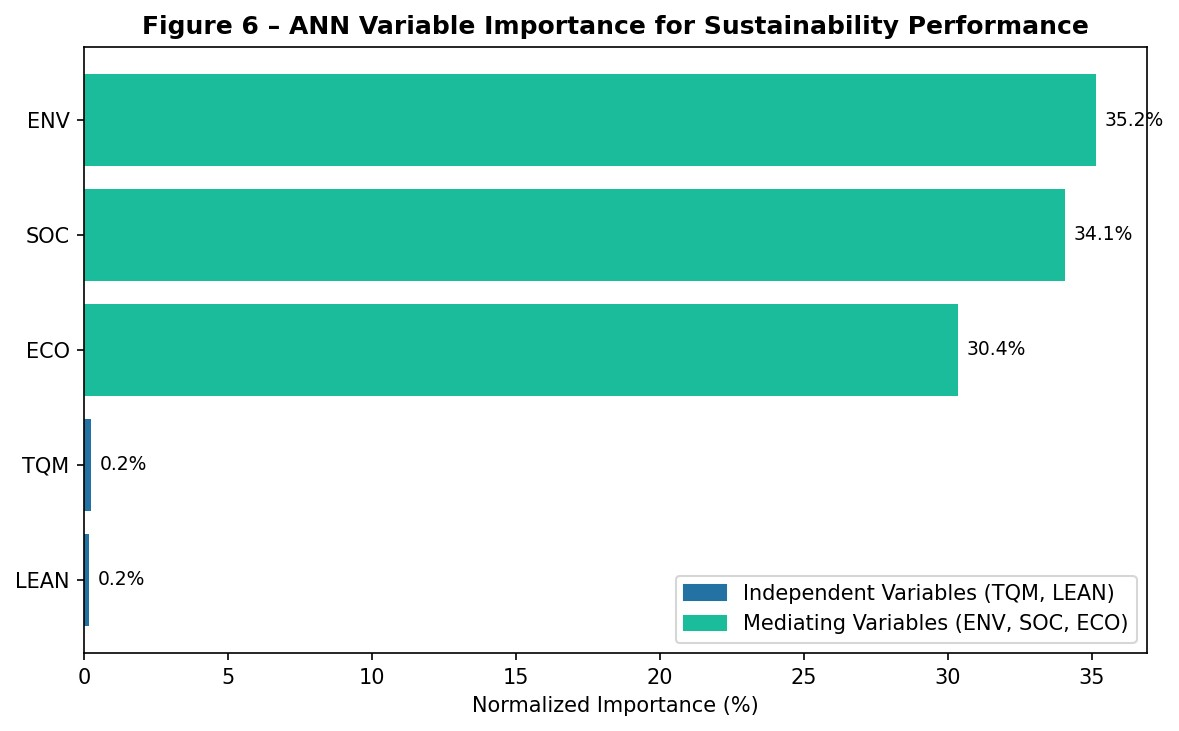 Figure 6 – ANN Variable Importance for Sustainability Performance
ENV
35.2%
SOC
34.1%
ECO
30.4%
TQM
0.2%
LEAN
0.2%
Independent Variables (TQM, LEAN)
Mediating Variables (ENV, SOC, ECO)
0 5 10 15 20 25 30 35
Normalized Importance (%)